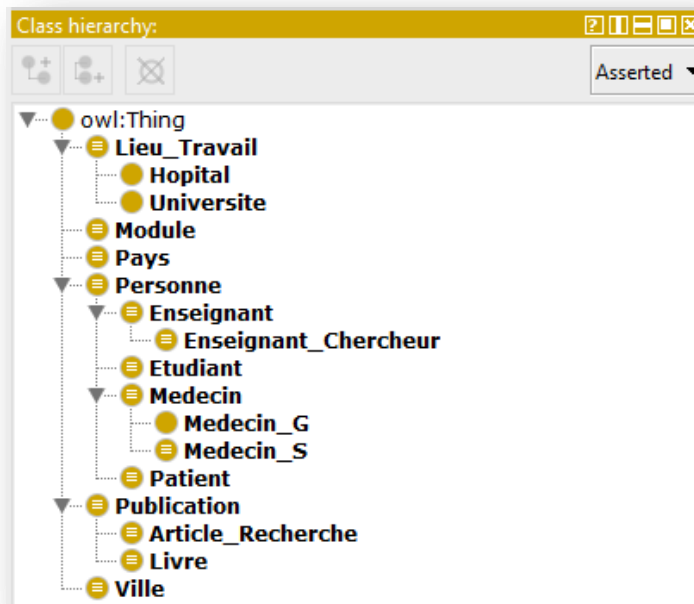 Class hierarchy:
Asserted
owl:Thing
Lieu_Travail
Hopital
Universite
Module
Pays
Personne
Enseignant
Enseignant_Chercheur
Etudiant
Medecin
Medecin_G
Medecin_S
Patient
Publication
Article_Recherche
Livre
Ville